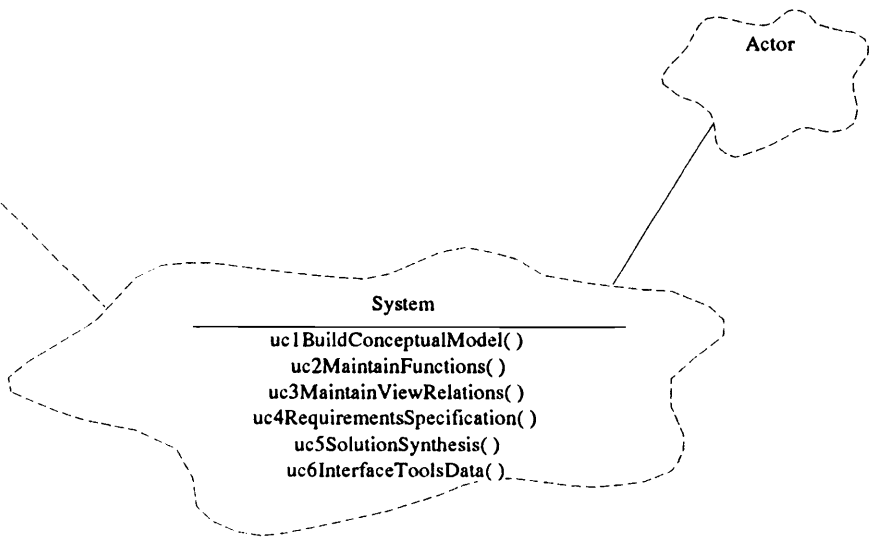 Actor
System
uc1BuildConceptualModel( )
uc2MaintainFunctions( )
uc3MaintainViewRelations( )
uc4RequirementsSpecification( )
uc5SolutionSynthesis( )
uc6InterfaceToolsData( )